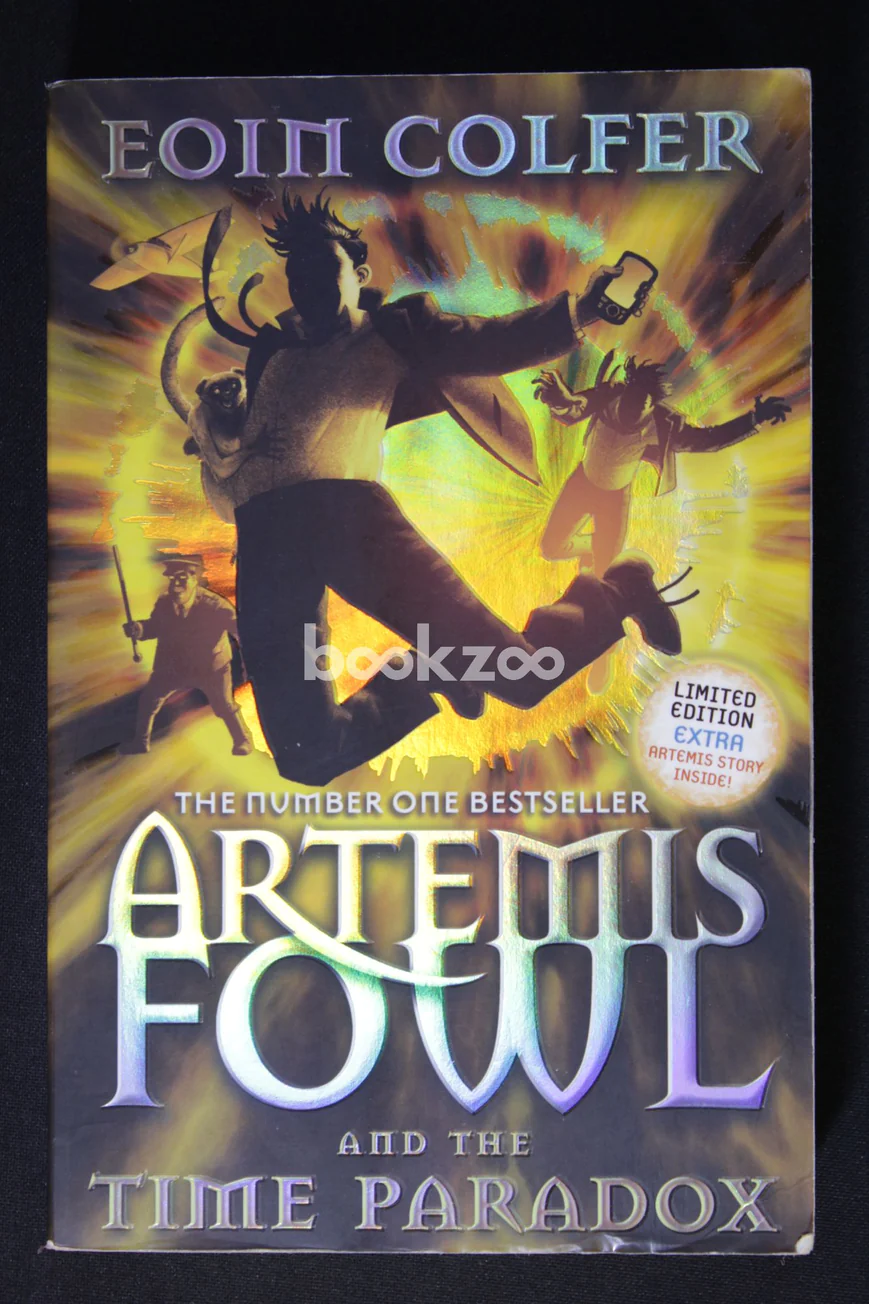 EOIN COLFER
bookzoo
LIMITED
EDITION
EXTRA
ARTEMIS STORY
INSIDE!
THE NUMBER ONE BESTSELLER
ARTEMIS
FOWL
AND THE
TIME PARADOX